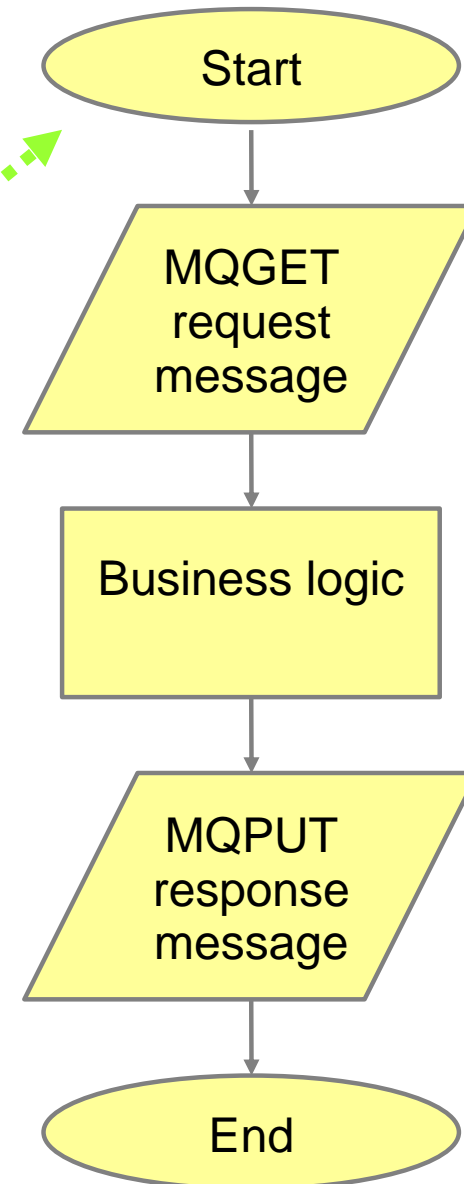 Start
MQGET
request
message
Business logic
MQPUT
response
message
End